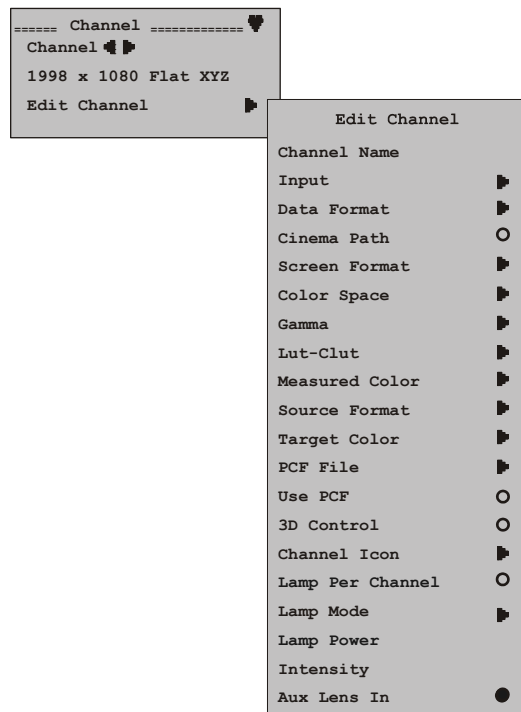 ====== Channel =============
Channel
1998 x 1080 Flat XYZ
Edit Channel
Edit Channel
Channel Name
Input
Data Format
Cinema Path
Screen Format
Color Space
Gamma
Lut-Clut
Measured Color
Source Format
Target Color
PCF File
Use PCF
3D Control
Channel Icon
Lamp Per Channel
Lamp Mode
Lamp Power
Intensity
Aux Lens In